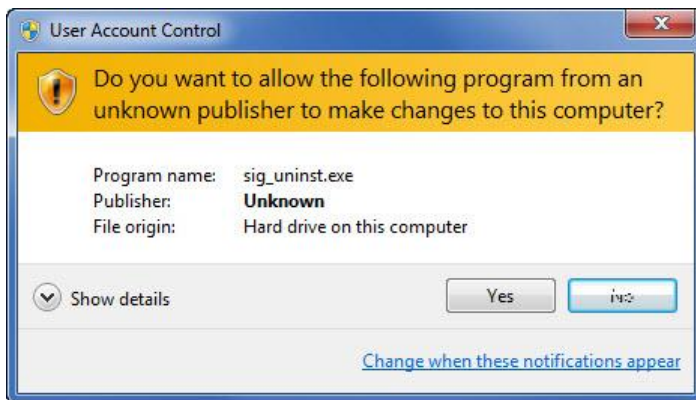 User Account Control
Do you want to allow the following program from an
unknown publisher to make changes to this computer?
Program name: sig_uninst.exe
Publisher: Unknown
File origin: Hard drive on this computer
Show details
Yes
Change when these notifications appear